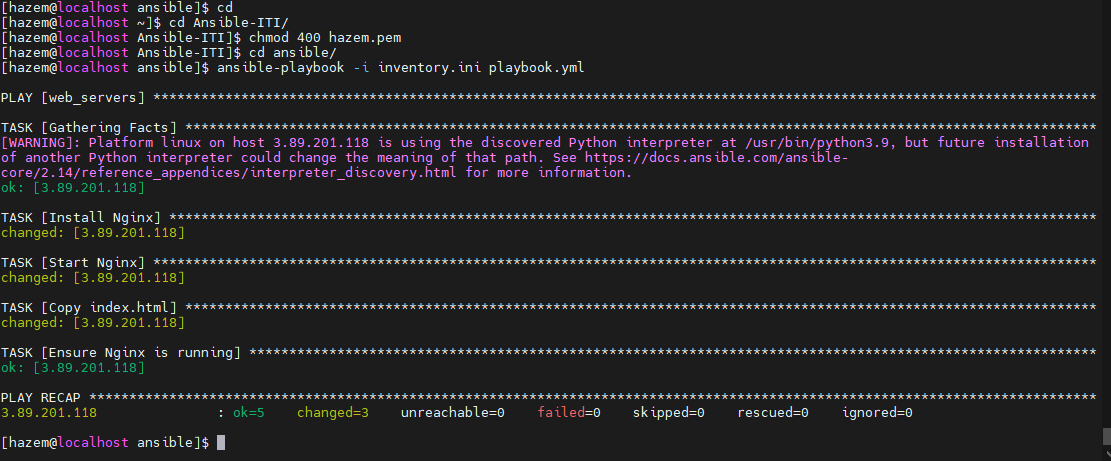 [hazem@localhost ansible]$ cd
[hazem@localhost ~]$ cd Ansible-ITI/
[hazem@localhost Ansible-ITI]$ chmod 400 hazem.pem
[hazem@localhost Ansible-ITI]$ cd ansible/
[hazem@localhost ansible]$ ansible-playbook -i inventory.ini playbook.yml
PLAY [web_servers] **********************************************************************************************************************
TASK [Gathering Facts] ******************************************************************************************************************
[WARNING]: Platform linux on host 3.89.201.118 is using the discovered Python interpreter at /usr/bin/python3.9, but future installation
of another Python interpreter could change the meaning of that path. See https://docs.ansible.com/ansible-
core/2.14/reference_appendices/interpreter_discovery.html for more information.
ok: [3.89.201.118]
TASK [Install Nginx] ********************************************************************************************************************
changed: [3.89.201.118]
TASK [Start Nginx] **********************************************************************************************************************
changed: [3.89.201.118]
TASK [Copy index.html] ******************************************************************************************************************
changed: [3.89.201.118]
TASK [Ensure Nginx is running] **********************************************************************************************************
ok: [3.89.201.118]
PLAY RECAP ******************************************************************************************************************************
3.89.201.118               : ok=5    changed=3    unreachable=0    failed=0    skipped=0    rescued=0    ignored=0
[hazem@localhost ansible]$